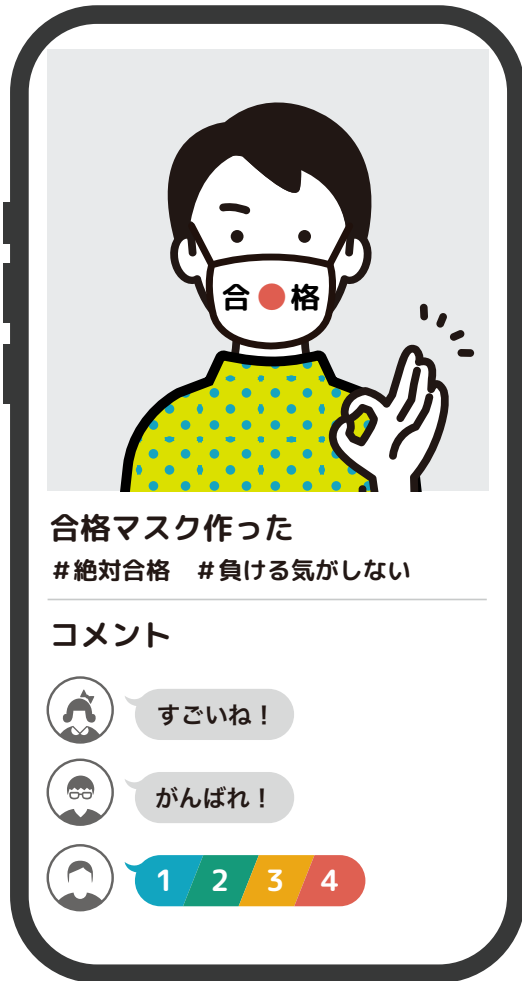 合●格
合格マスク作った
#絶対合格 #負ける気がしない
コメント
すごいね！
がんばれ！
1 2 3 4